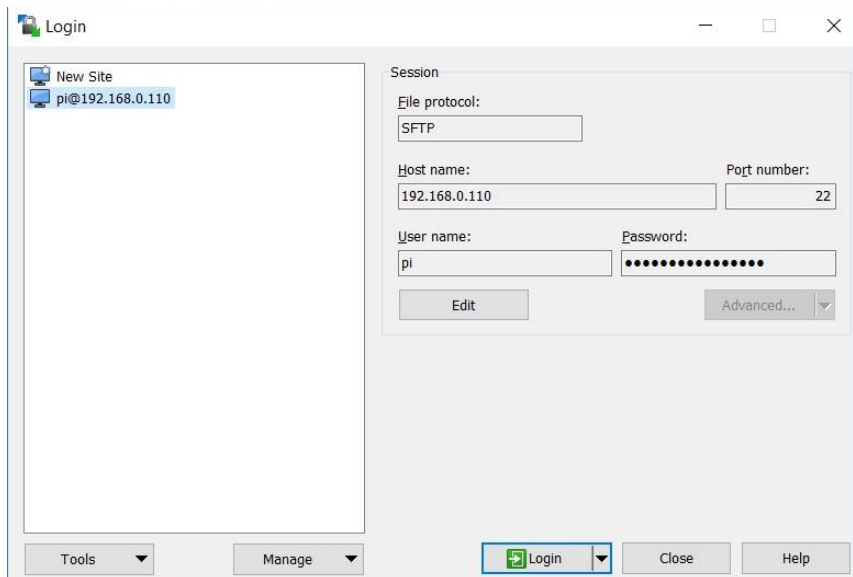 Login
New Site
pi@192.168.0.110
Session
File protocol:
SFTP
Host name:
Port number:
192.168.0.110
22
User name:
Password:
pi
••••••••••••••••
Edit
Advanced...
Tools
Manage
Login
Close
Help